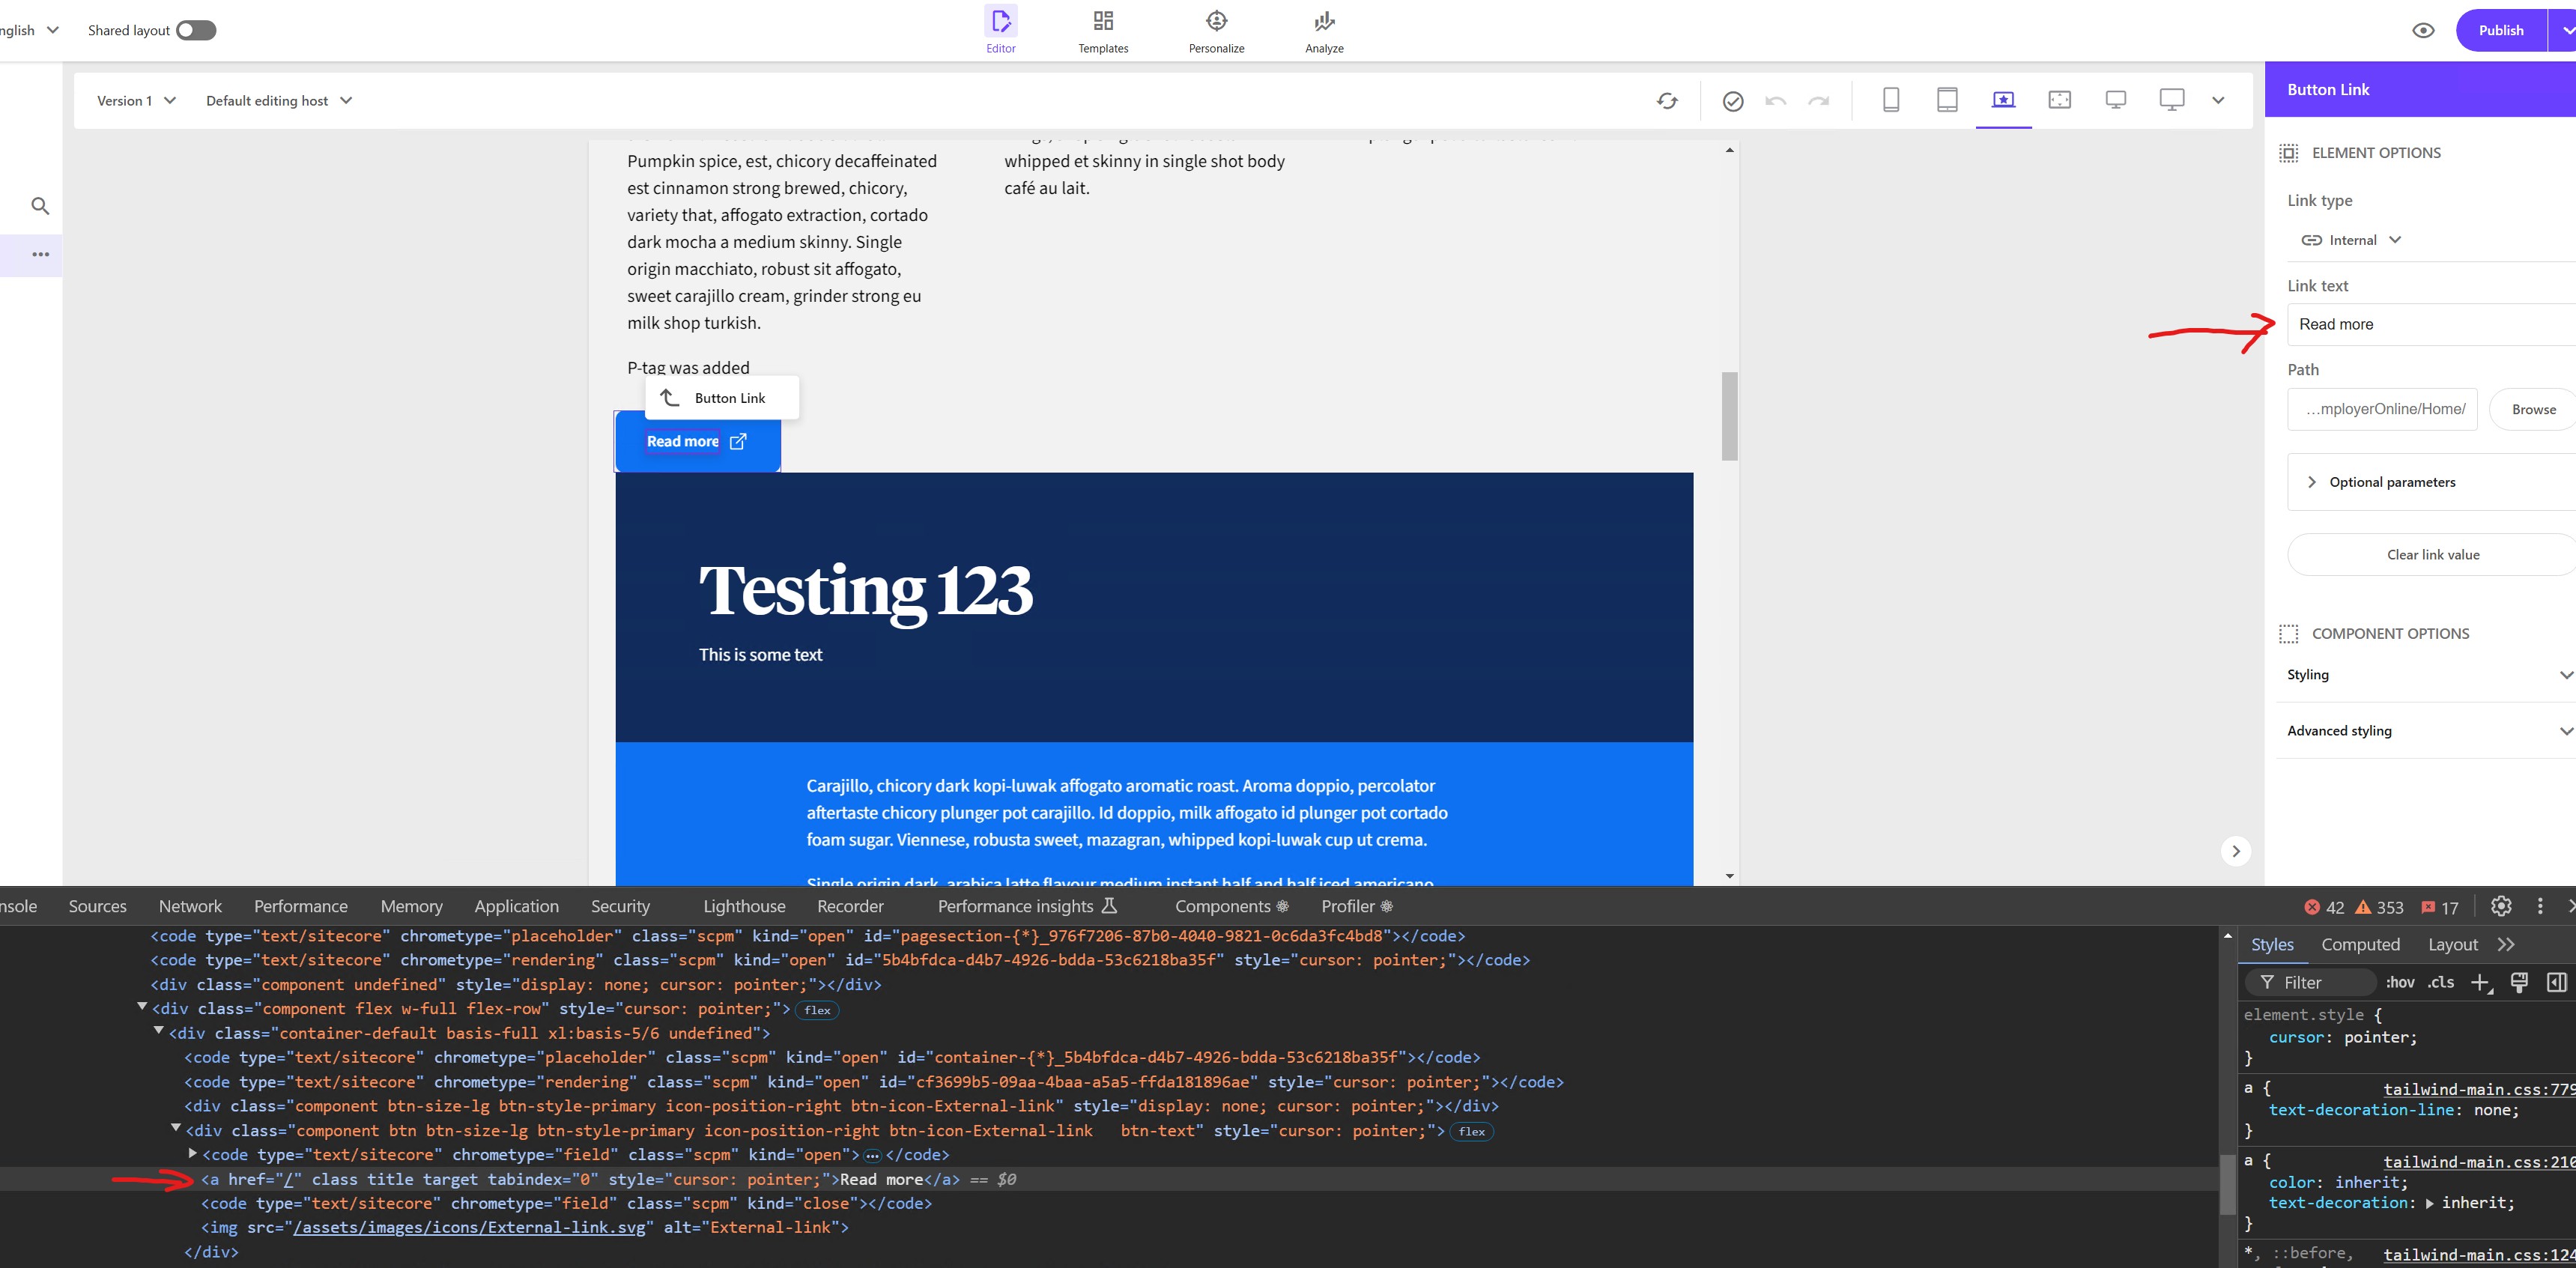 nglish
Shared layout
Editor
Templates
Personalize
Analyze
Publish
Version 1
Default editing host
Pumpkin spice, est, chicory decaffeinated
est cinnamon strong brewed, chicory,
variety that, affogato extraction, cortado
dark mocha a medium skinny. Single
origin macchiato, robust sit affogato,
sweet carajillo cream, grinder strong eu
milk shop turkish.
P-tag was added
whipped et skinny in single shot body
café au lait.
Button Link
Read more
Testing 123
This is some text
Carajillo, chicory dark kopi-luwak affogato aromatic roast. Aroma doppio, percolator
aftertaste chicory plunger pot carajillo. Id doppio, milk affogato id plunger pot cortado
foam sugar. Viennese, robusta sweet, mazagran, whipped kopi-luwak cup ut crema.
Single origin dark, arabica latte flavour medium instant half and half iced americano
Button Link
ELEMENT OPTIONS
Link type
Internal
Link text
Read more
Path
...mployerOnline/Home/
Browse
Optional parameters
Clear link value
COMPONENT OPTIONS
Styling
Advanced styling
nsole Sources Network Performance Memory Application Security Lighthouse Recorder Performance insights Components Profiler 42 353 17
<code type="text/sitecore" chrometype="placeholder" class="scpm" kind="open" id="pagesection-{*}_976f7206-87b0-4040-9821-0c6da3fc4bd8"></code>
<code type="text/sitecore" chrometype="rendering" class="scpm" kind="open" id="5b4bfdca-d4b7-4926-bdda-53c6218ba35f" style="cursor: pointer;"></code>
<div class="component undefined" style="display: none; cursor: pointer;"></div>
<div class="component flex w-full flex-row" style="cursor: pointer;"> flex
<div class="container-default basis-full xl:basis-5/6 undefined">
<code type="text/sitecore" chrometype="placeholder" class="scpm" kind="open" id="container-{*}_5b4bfdca-d4b7-4926-bdda-53c6218ba35f"></code>
<code type="text/sitecore" chrometype="rendering" class="scpm" kind="open" id="cf3699b5-09aa-4baa-a5a5-ffda181896ae" style="cursor: pointer;"></code>
<div class="component btn-size-lg btn-style-primary icon-position-right btn-icon-External-link" style="display: none; cursor: pointer;"></div>
<div class="component btn btn-size-lg btn-style-primary icon-position-right btn-icon-External-link   btn-text" style="cursor: pointer;"> flex
<code type="text/sitecore" chrometype="field" class="scpm" kind="open">…</code>
<a href="/" class title target tabindex="0" style="cursor: pointer;">Read more</a> == $0
<code type="text/sitecore" chrometype="field" class="scpm" kind="close"></code>
<img src="/assets/images/icons/External-link.svg" alt="External-link">
</div>
Styles Computed Layout
Filter :hov .cls
element.style {
cursor: pointer;
}
a { tailwind-main.css:779
text-decoration-line: none;
}
a { tailwind-main.css:210
color: inherit;
text-decoration: inherit;
}
*, ::before, tailwind-main.css:124